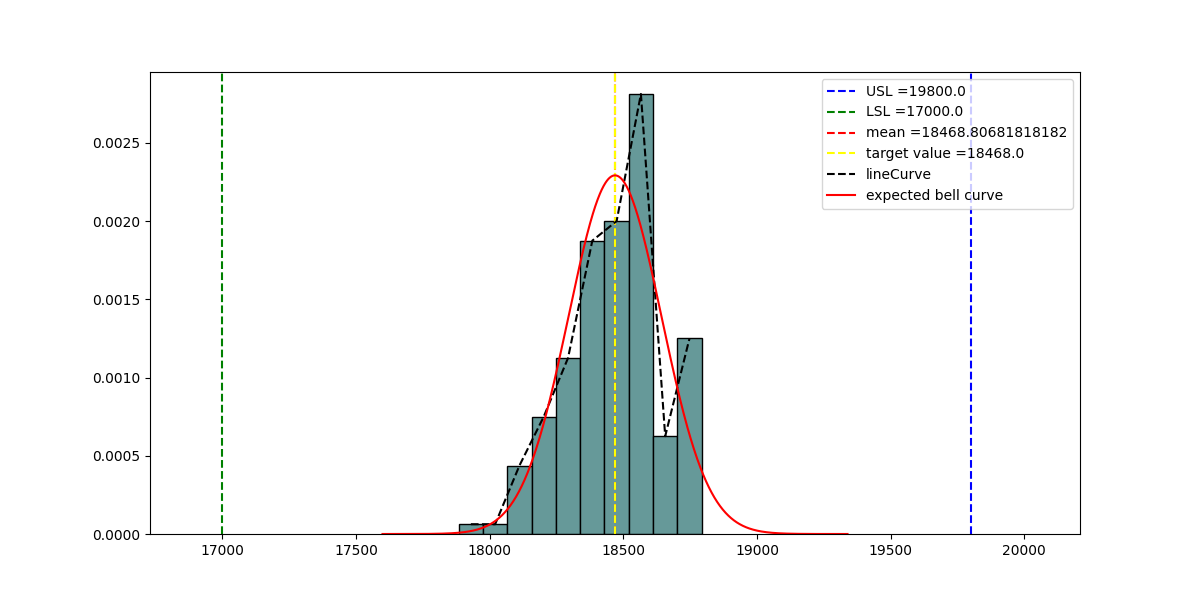 USL =19800.0
LSL =17000.0
mean =18468.80681818182
target value =18468.0
lineCurve
expected bell curve
0.0025
0.0020
0.0015
0.0010
0.0005
0.0000
17000 17500 18000 18500 19000 19500 20000